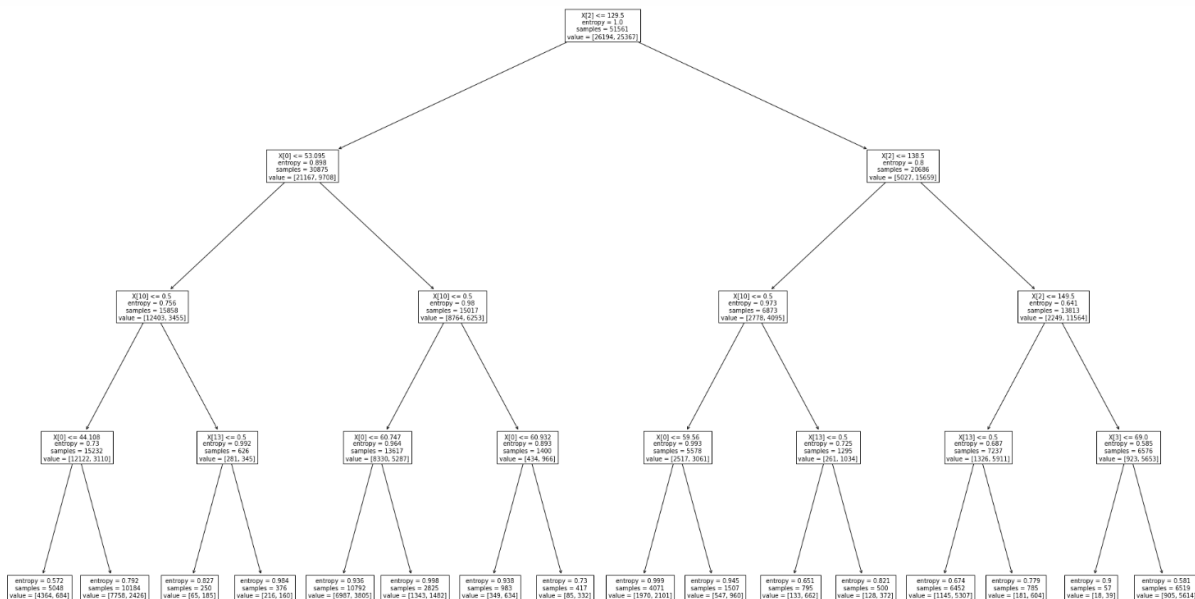 X[2] <= 129.5
entropy = 1.0
samples = 51561
value = [26194, 25367]
X[0] <= 53.095
entropy = 0.898
samples = 30875
value = [21167, 9708]
X[2] <= 138.5
entropy = 0.8
samples = 20686
value = [5027, 15659]
X[10] <= 0.5
entropy = 0.756
samples = 15858
value = [12403, 3455]
X[10] <= 0.5
entropy = 0.98
samples = 15017
value = [8764, 6253]
X[10] <= 0.5
entropy = 0.973
samples = 6873
value = [2778, 4095]
X[2] <= 149.5
entropy = 0.641
samples = 13813
value = [2249, 11564]
X[0] <= 44.108
entropy = 0.73
samples = 15232
value = [12122, 3110]
X[13] <= 0.5
entropy = 0.992
samples = 626
value = [281, 345]
X[0] <= 60.747
entropy = 0.964
samples = 13617
value = [8330, 5287]
X[0] <= 60.932
entropy = 0.893
samples = 1400
value = [434, 966]
X[0] <= 59.56
entropy = 0.993
samples = 5578
value = [2517, 3061]
X[13] <= 0.5
entropy = 0.725
samples = 1295
value = [261, 1034]
X[13] <= 0.5
entropy = 0.687
samples = 7237
value = [1326, 5911]
X[3] <= 69.0
entropy = 0.585
samples = 6576
value = [923, 5653]
entropy = 0.572
samples = 5048
value = [4364, 684]
entropy = 0.792
samples = 10184
value = [7758, 2426]
entropy = 0.827
samples = 250
value = [65, 185]
entropy = 0.984
samples = 376
value = [216, 160]
entropy = 0.936
samples = 10792
value = [6987, 3805]
entropy = 0.998
samples = 2825
value = [1343, 1482]
entropy = 0.938
samples = 983
value = [349, 634]
entropy = 0.73
samples = 417
value = [85, 332]
entropy = 0.999
samples = 4071
value = [1970, 2101]
entropy = 0.945
samples = 1507
value = [547, 960]
entropy = 0.651
samples = 795
value = [133, 662]
entropy = 0.821
samples = 500
value = [128, 372]
entropy = 0.674
samples = 6452
value = [1145, 5307]
entropy = 0.779
samples = 785
value = [181, 604]
entropy = 0.9
samples = 57
value = [18, 39]
entropy = 0.581
samples = 6519
value = [905, 5614]